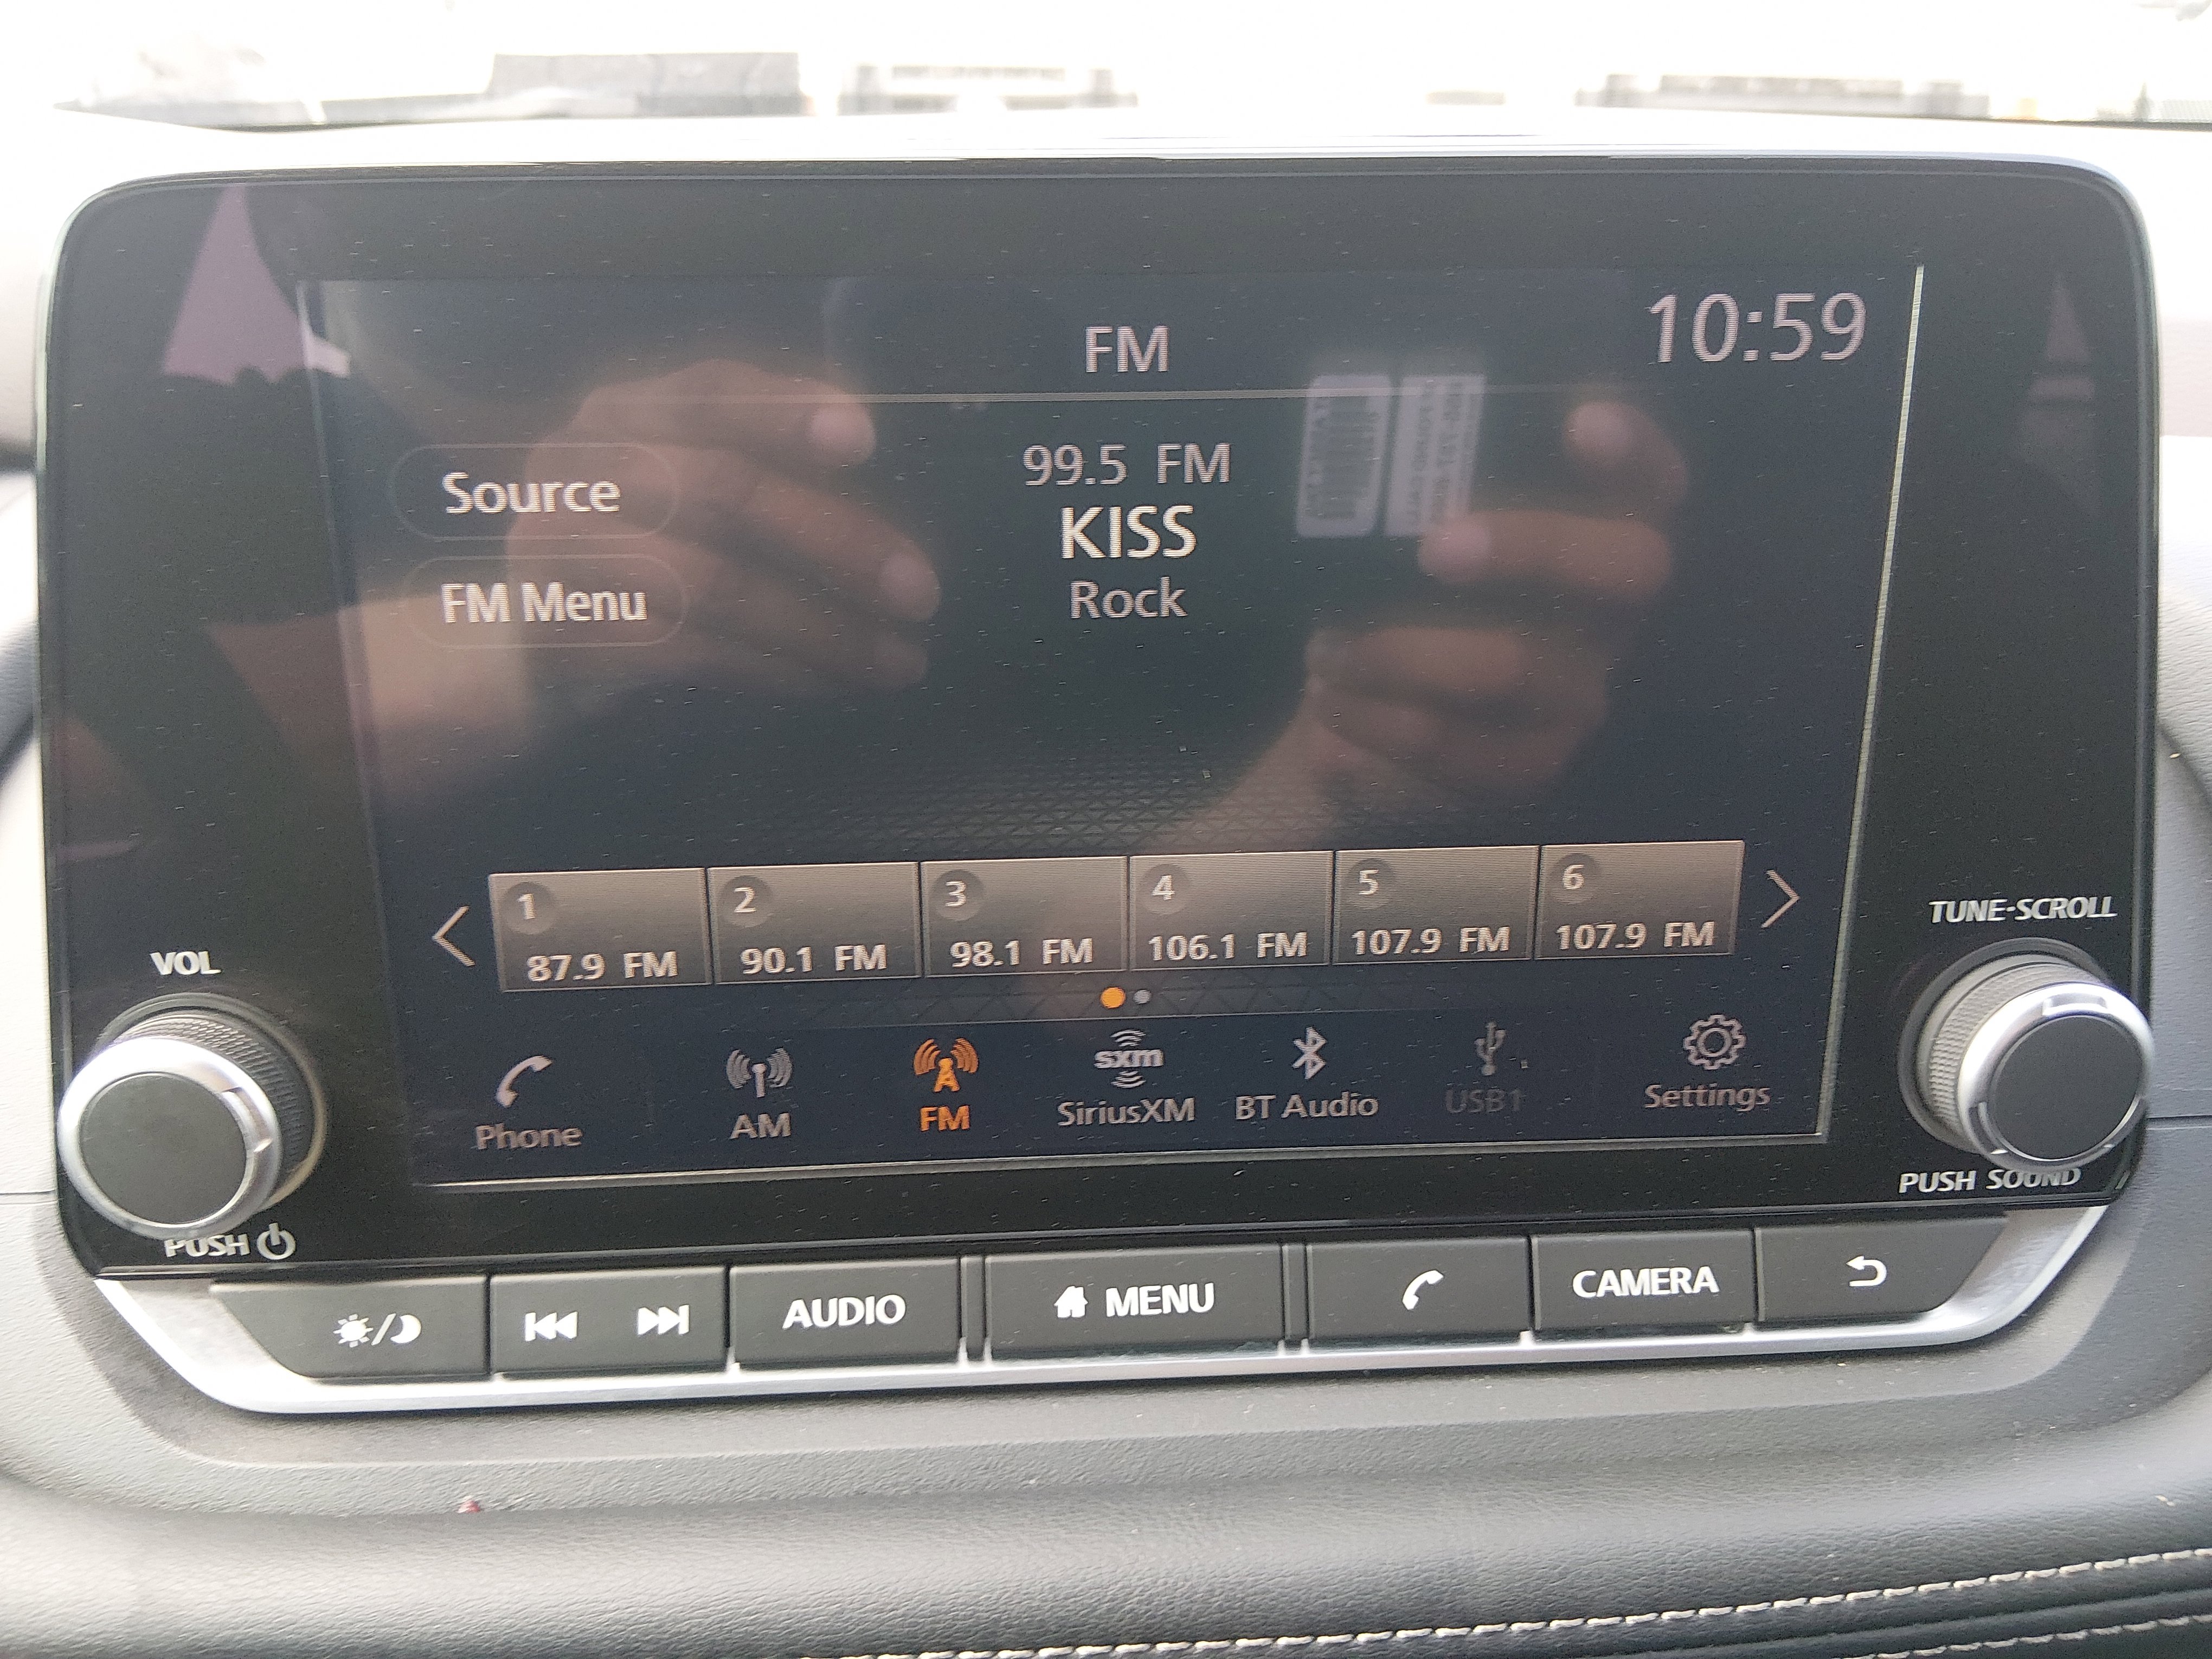 FM
10:59
Source
FM Menu
99.5 FM
KISS
Rock
1
87.9 FM
2
90.1 FM
3
98.1 FM
4
106.1 FM
5
107.9 FM
6
107.9 FM
Phone
AM
FM
sxm
SiriusXM
BT Audio
USB1
Settings
VOL
PUSH
TUNE-SCROLL
PUSH SOUND
AUDIO
MENU
CAMERA